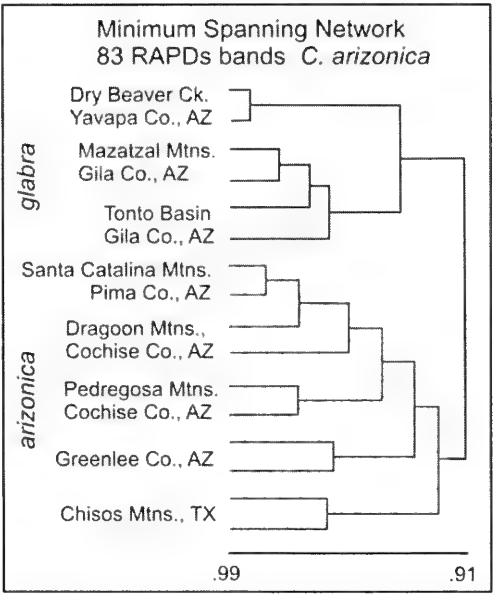 Minimum Spanning Network
83 RAPDs bands C. arizonica
glabra
Dry Beaver Ck.
Yavapa Co., AZ
Mazatzal Mtns.
Gila Co., AZ
Tonto Basin
Gila Co., AZ
arizonica
Santa Catalina Mtns.
Pima Co., AZ
Dragoon Mtns.,
Cochise Co., AZ
Pedregosa Mtns.
Cochise Co., AZ
Greenlee Co., AZ
Chisos Mtns., TX
.99 .91